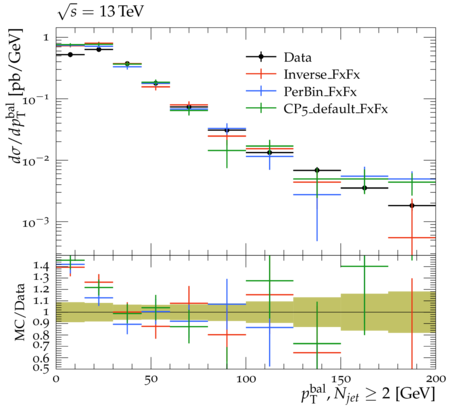 √s = 13 TeV
dσ/dp_T^bal [pb/GeV]
1
10⁻¹
10⁻²
10⁻³
Data
Inverse_FxFx
PerBin_FxFx
CP5_default_FxFx
MC/Data
1.4
1.3
1.2
1.1
1
0.9
0.8
0.7
0.6
0.5
0 50 100 150 200
p_T^bal, N_jet ≥ 2 [GeV]